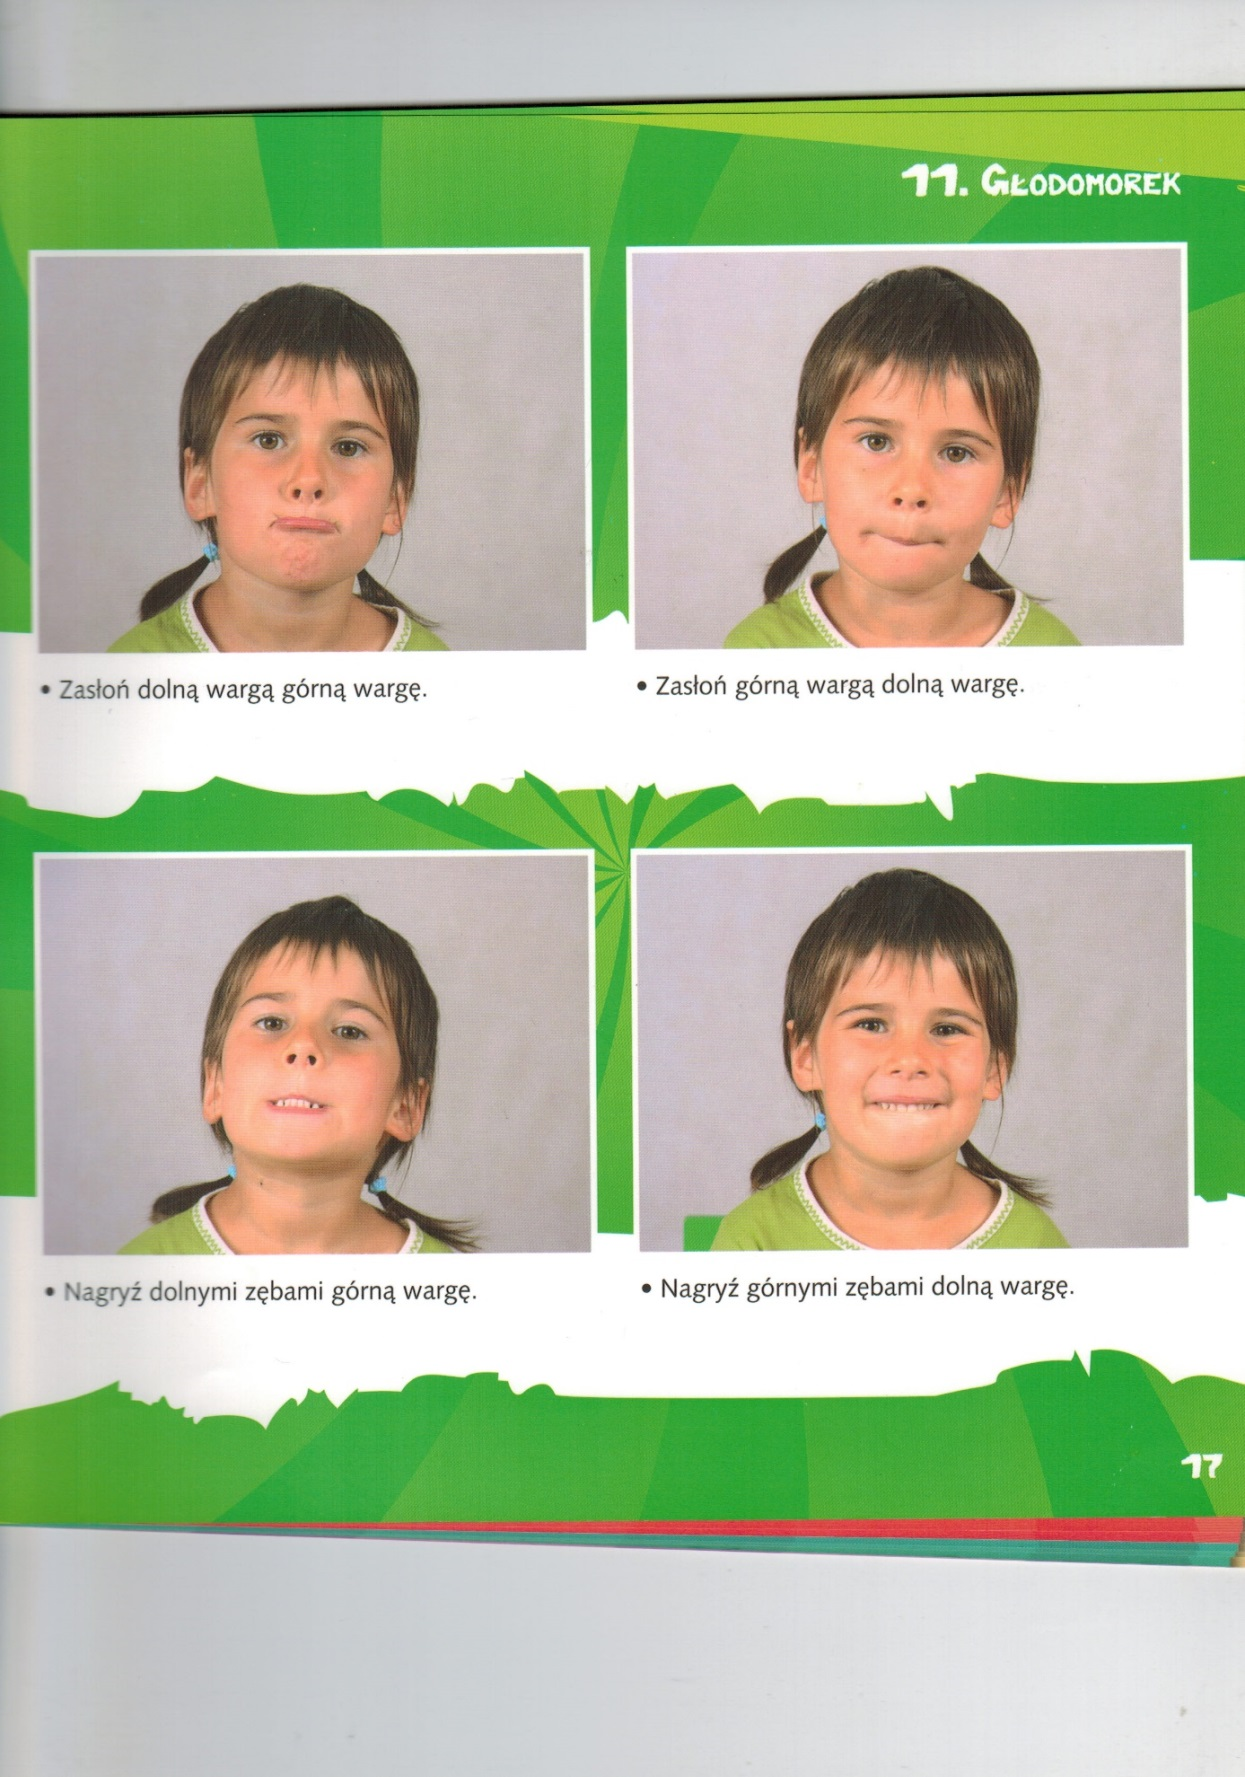 11. GŁODOMOREK
• Zasłoń dolną wargą górną wargę.
• Zasłoń górną wargą dolną wargę.
• Nagryź dolnymi zębami górną wargę.
• Nagryź górnymi zębami dolną wargę.
17